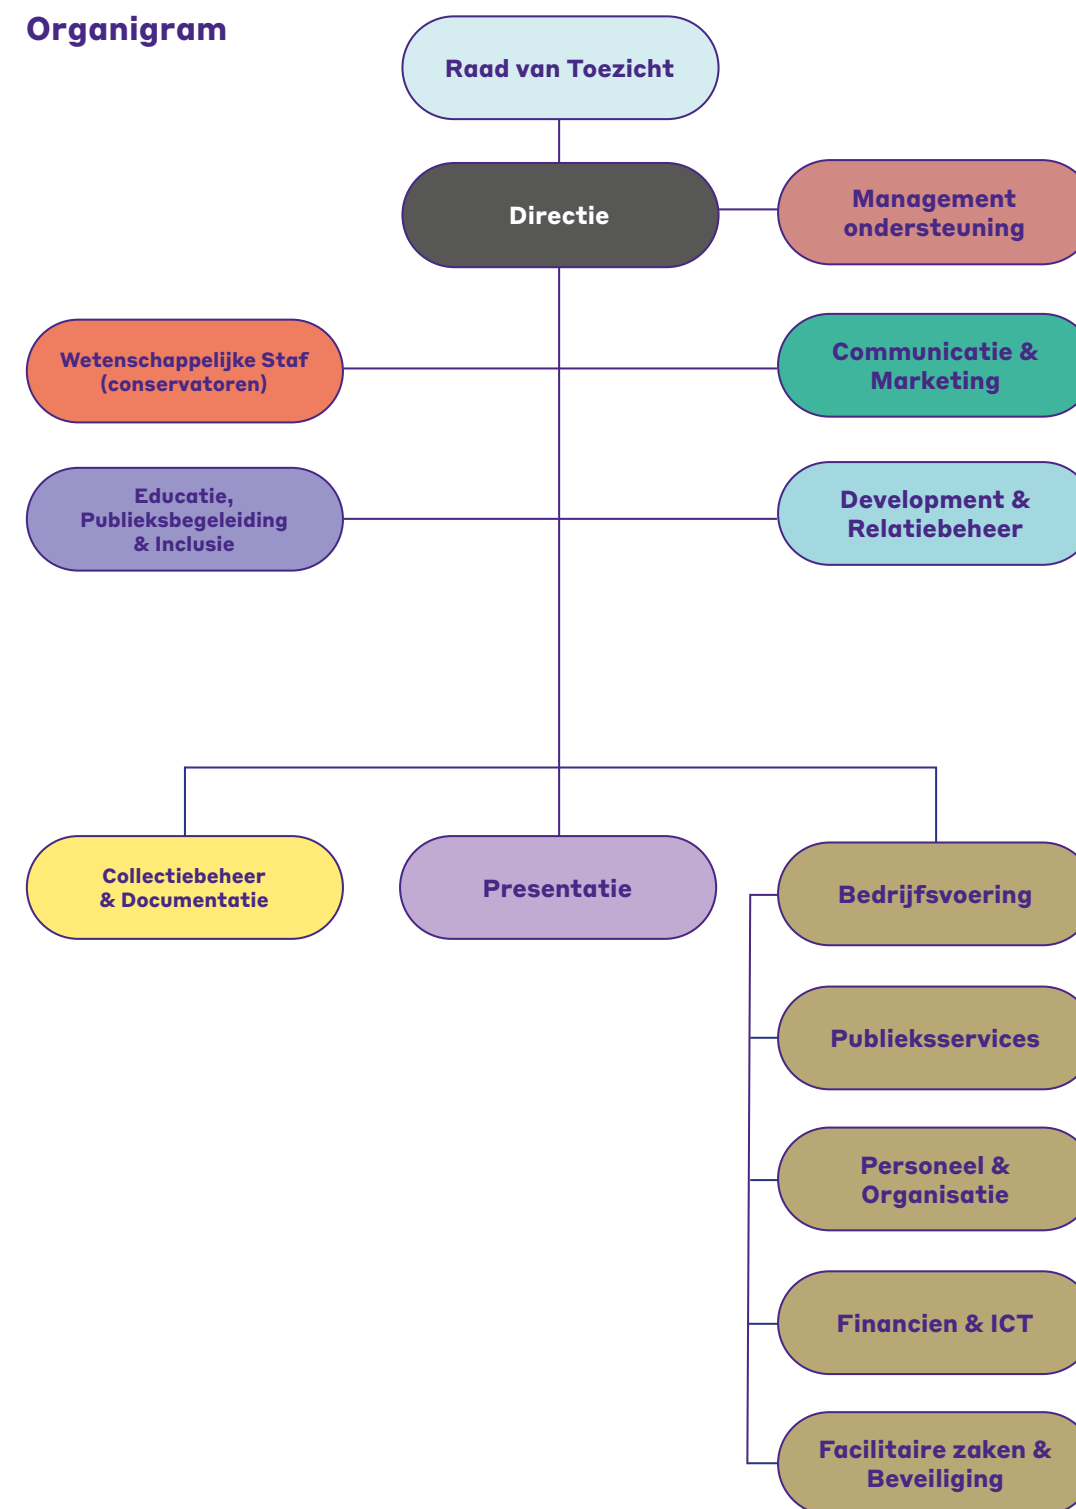 Organigram
Raad van Toezicht
Directie
Management
ondersteuning
Wetenschappelijke Staf
(conservatoren)
Communicatie &
Marketing
Educatie,
Publieksbegeleiding
& Inclusie
Development &
Relatiebeheer
Collectiebeheer
& Documentatie
Presentatie
Bedrijfsvoering
Publieksservices
Personeel &
Organisatie
Financien & ICT
Facilitaire zaken &
Beveiliging